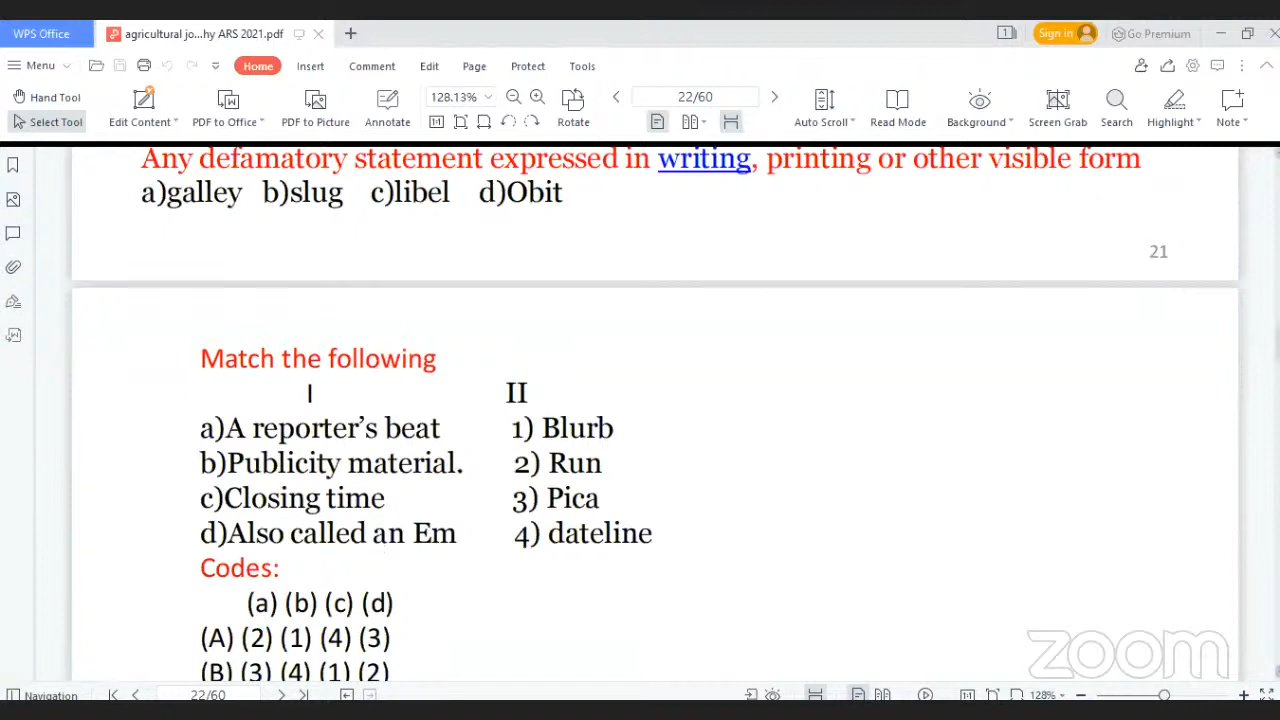 WPS Office
agricultural jo...hy ARS 2021.pdf
1
Sign in
Go Premium
Menu
Home
Insert
Comment
Edit
Page
Protect
Tools
Hand Tool
Select Tool
Edit Content
PDF to Office
PDF to Picture
Annotate
128.13%
Rotate
22/60
Auto Scroll
Read Mode
Background
Screen Grab
Search
Highlight
Note
Any defamatory statement expressed in writing, printing or other visible form
a)galley b)slug c)libel d)Obit
21
Match the following
I II
a)A reporter’s beat 1) Blurb
b)Publicity material. 2) Run
c)Closing time 3) Pica
d)Also called an Em 4) dateline
Codes:
(a) (b) (c) (d)
(A) (2) (1) (4) (3)
(B) (3) (4) (1) (2)
zoom
Navigation
22/60
128%